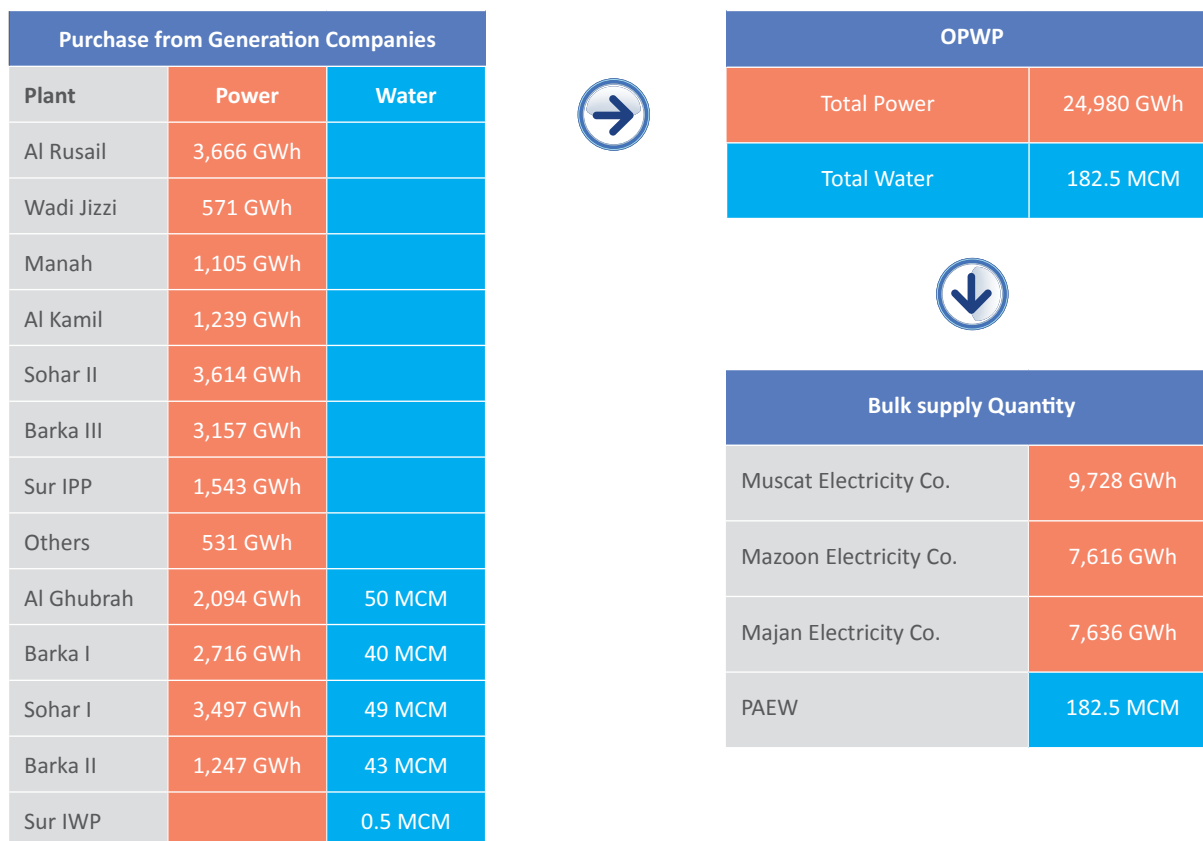 Purchase from Generation Companies
Plant Power Water
Al Rusail 3,666 GWh
Wadi Jizzi 571 GWh
Manah 1,105 GWh
Al Kamil 1,239 GWh
Sohar II 3,614 GWh
Barka III 3,157 GWh
Sur IPP 1,543 GWh
Others 531 GWh
Al Ghubrah 2,094 GWh 50 MCM
Barka I 2,716 GWh 40 MCM
Sohar I 3,497 GWh 49 MCM
Barka II 1,247 GWh 43 MCM
Sur IWP 0.5 MCM
OPWP
Total Power 24,980 GWh
Total Water 182.5 MCM
Bulk supply Quantity
Muscat Electricity Co. 9,728 GWh
Mazoon Electricity Co. 7,616 GWh
Majan Electricity Co. 7,636 GWh
PAEW 182.5 MCM